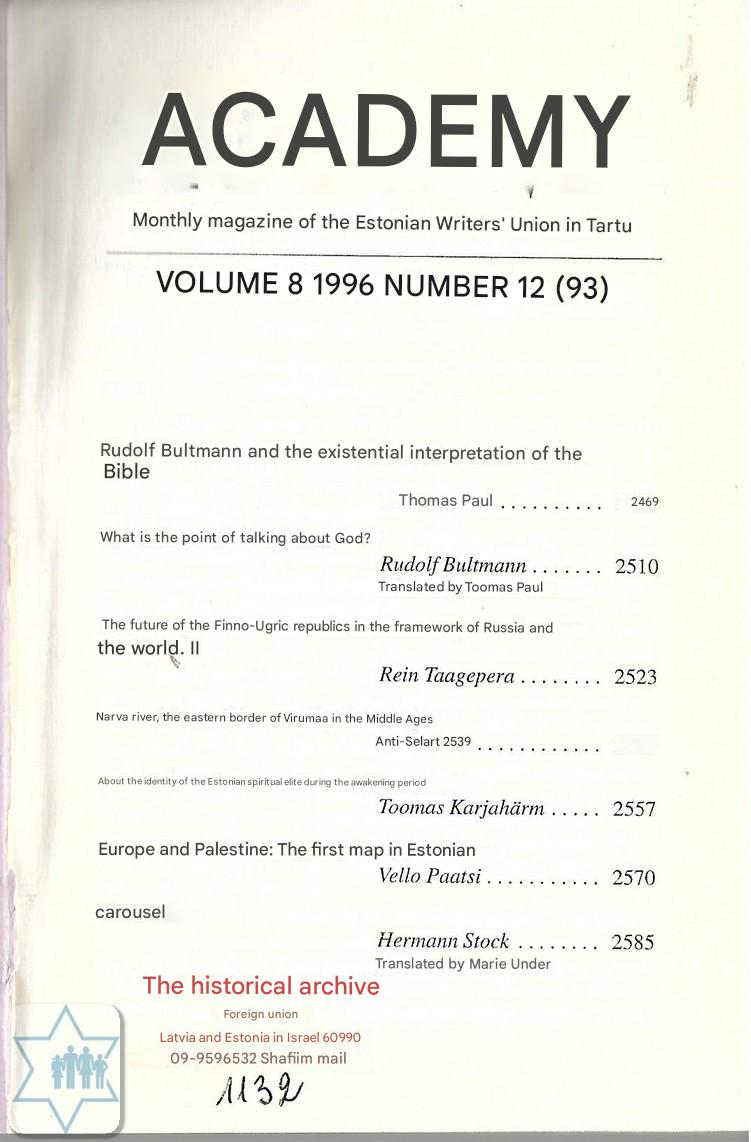 ACADEMY
Monthly magazine of the Estonian Writers' Union in Tartu
VOLUME 8 1996 NUMBER 12 (93)
Rudolf Bultmann and the existential interpretation of the
Bible
Thomas Paul . . . . . . . . . . 2469
What is the point of talking about God?
Rudolf Bultmann . . . . . . . 2510
Translated by Toomas Paul
The future of the Finno-Ugric republics in the framework of Russia and
the world. II
Rein Taagepera . . . . . . . . 2523
Narva river, the eastern border of Virumaa in the Middle Ages
Anti-Selart 2539 . . . . . . . . . . . .
About the identity of the Estonian spiritual elite during the awakening period
Toomas Karjahärm . . . . . 2557
Europe and Palestine: The first map in Estonian
Vello Paatsi . . . . . . . . . . . 2570
carousel
Hermann Stock . . . . . . . . 2585
Translated by Marie Under
The historical archive
Foreign union
Latvia and Estonia in Israel 60990
09-9596532 Shafiim mail
1132